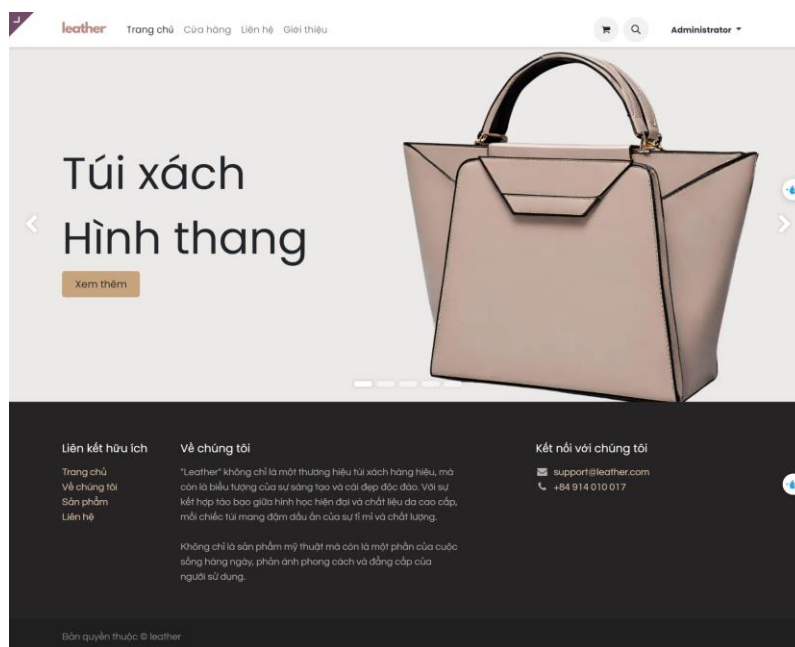 leather Trang chủ Cửa hàng Liên hệ Giới thiệu Administrator
Túi xách
Hình thang
Xem thêm
Liên kết hữu ích
Trang chủ
Về chúng tôi
Sản phẩm
Liên hệ
Về chúng tôi
"Leather" không chỉ là một thương hiệu túi xách hàng hiệu, mà
còn là biểu tượng của sự sáng tạo và cái đẹp độc đáo. Với sự
kết hợp táo bạo giữa hình học hiện đại và chất liệu da cao cấp,
mỗi chiếc túi mang đậm dấu ấn của sự tỉ mỉ và chất lượng.
Không chỉ là sản phẩm mỹ thuật mà còn là một phần của cuộc
sống hàng ngày, phản ánh phong cách và đẳng cấp của
người sử dụng.
Kết nối với chúng tôi
support@leather.com
+84 914 010 017
Bản quyền thuộc © leather